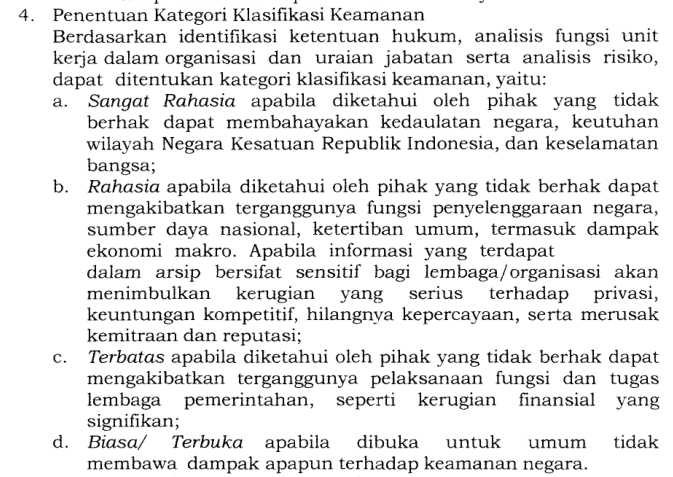 4. Penentuan Kategori Klasifikasi Keamanan
Berdasarkan identifikasi ketentuan hukum, analisis fungsi unit
kerja dalam organisasi dan uraian jabatan serta analisis risiko,
dapat ditentukan kategori klasifikasi keamanan, yaitu:
a. Sangat Rahasia apabila diketahui oleh pihak yang tidak
berhak dapat membahayakan kedaulatan negara, keutuhan
wilayah Negara Kesatuan Republik Indonesia, dan keselamatan
bangsa;
b. Rahasia apabila diketahui oleh pihak yang tidak berhak dapat
mengakibatkan terganggunya fungsi penyelenggaraan negara,
sumber daya nasional, ketertiban umum, termasuk dampak
ekonomi makro. Apabila informasi yang terdapat
dalam arsip bersifat sensitif bagi lembaga/organisasi akan
menimbulkan kerugian yang serius terhadap privasi,
keuntungan kompetitif, hilangnya kepercayaan, serta merusak
kemitraan dan reputasi;
c. Terbatas apabila diketahui oleh pihak yang tidak berhak dapat
mengakibatkan terganggunya pelaksanaan fungsi dan tugas
lembaga pemerintahan, seperti kerugian finansial yang
signifikan;
d. Biasa/ Terbuka apabila dibuka untuk umum tidak
membawa dampak apapun terhadap keamanan negara.